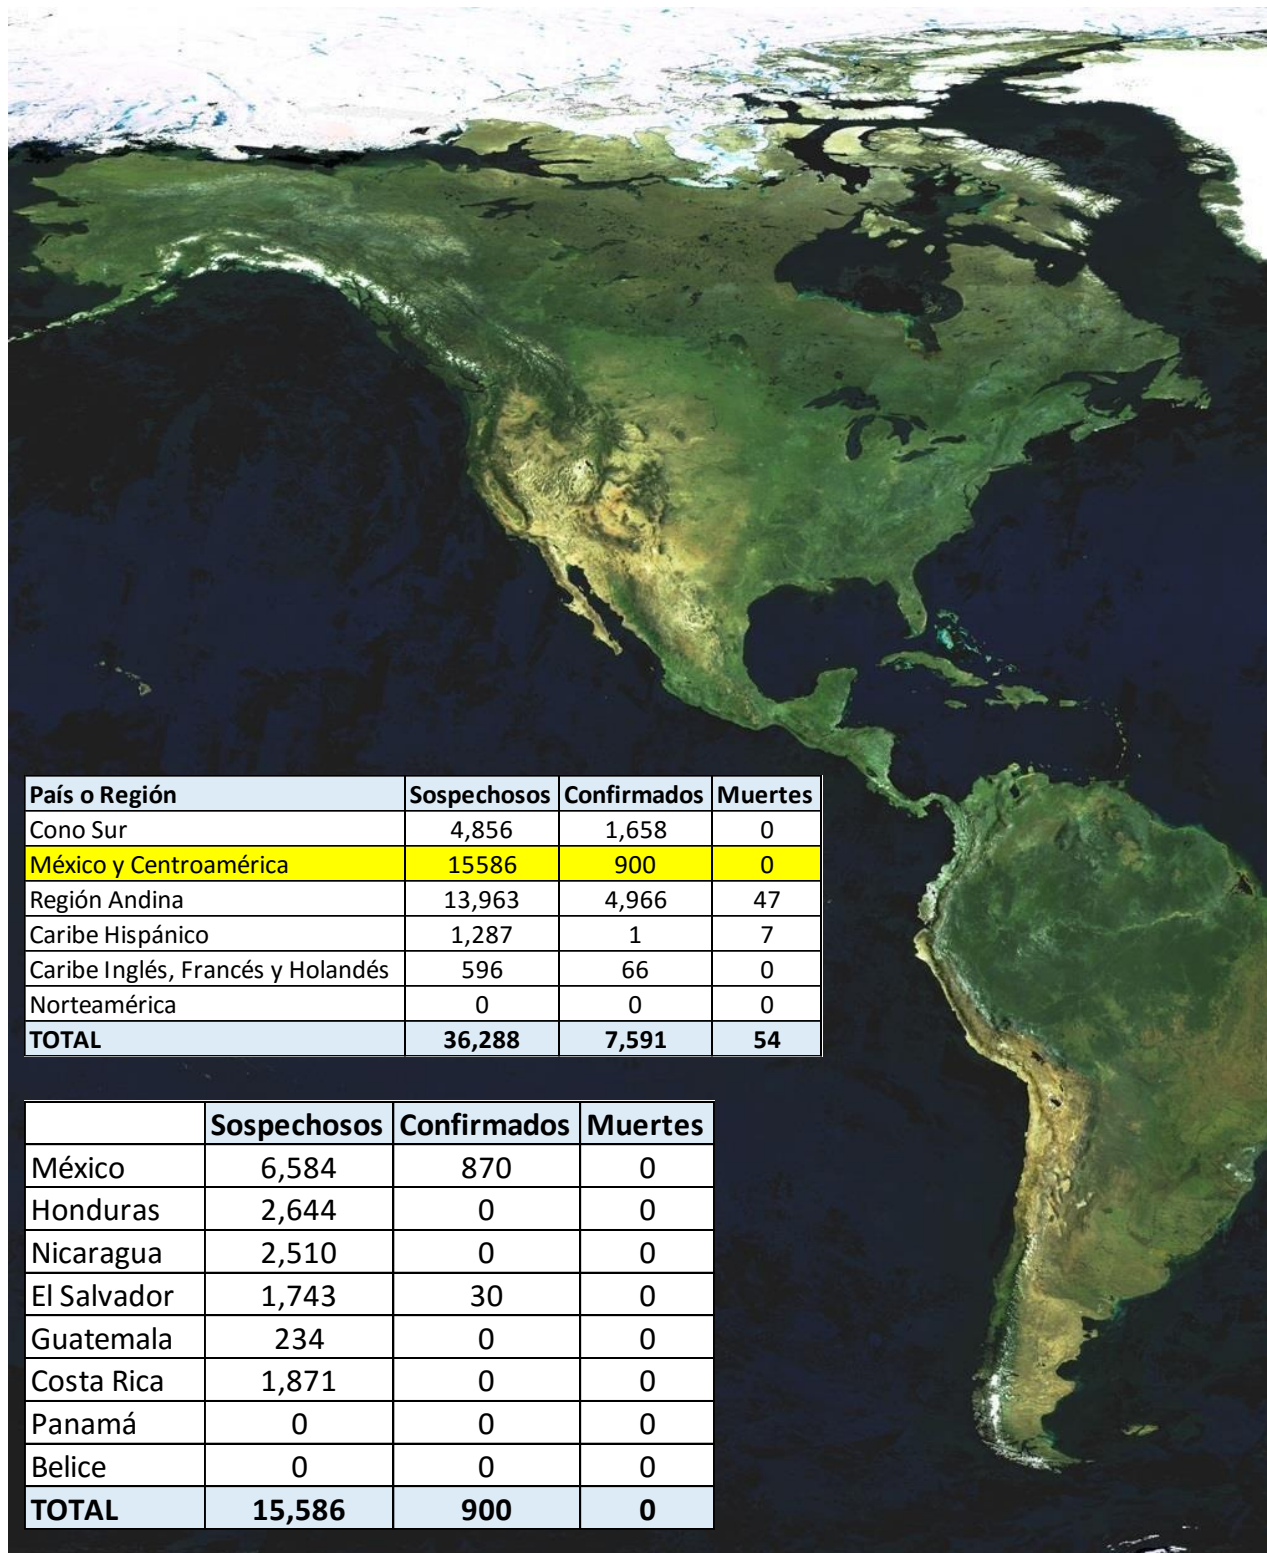 País o Región Sospechosos Confirmados Muertes
Cono Sur 4,856 1,658 0
México y Centroamérica 15586 900 0
Región Andina 13,963 4,966 47
Caribe Hispánico 1,287 1 7
Caribe Inglés, Francés y Holandés 596 66 0
Norteamérica 0 0 0
TOTAL 36,288 7,591 54
Sospechosos Confirmados Muertes
México 6,584 870 0
Honduras 2,644 0 0
Nicaragua 2,510 0 0
El Salvador 1,743 30 0
Guatemala 234 0 0
Costa Rica 1,871 0 0
Panamá 0 0 0
Belice 0 0 0
TOTAL 15,586 900 0